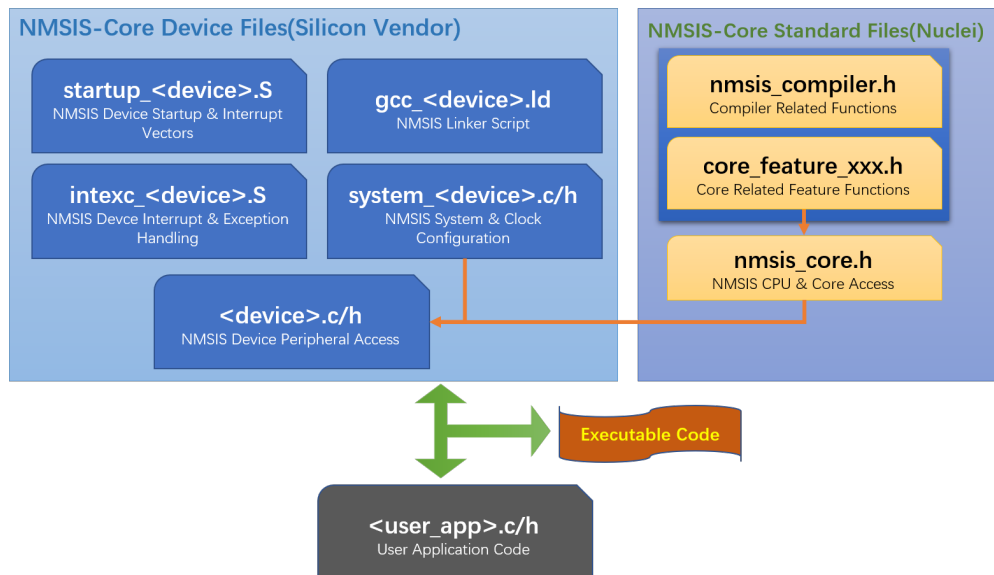 NMSIS-Core Device Files(Silicon Vendor)
startup_<device>.S
NMSIS Device Startup & Interrupt
Vectors
gcc_<device>.ld
NMSIS Linker Script
intexc_<device>.S
NMSIS Devce Interrupt & Exception
Handling
system_<device>.c/h
NMSIS System & Clock
Configuration
<device>.c/h
NMSIS Device Peripheral Access
NMSIS-Core Standard Files(Nuclei)
nmsis_compiler.h
Compiler Related Functions
core_feature_xxx.h
Core Related Feature Functions
nmsis_core.h
NMSIS CPU & Core Access
Executable Code
<user_app>.c/h
User Application Code